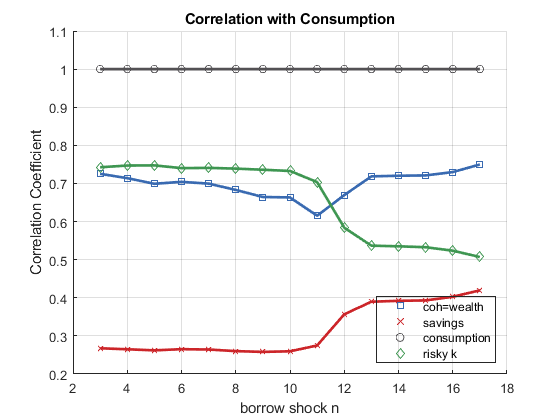 Correlation with Consumption
1.1
1
0.9
0.8
0.7
0.6
0.5
0.4
0.3
0.2
Correlation Coefficient
coh=wealth
savings
consumption
risky k
2 4 6 8 10 12 14 16 18
borrow shock n